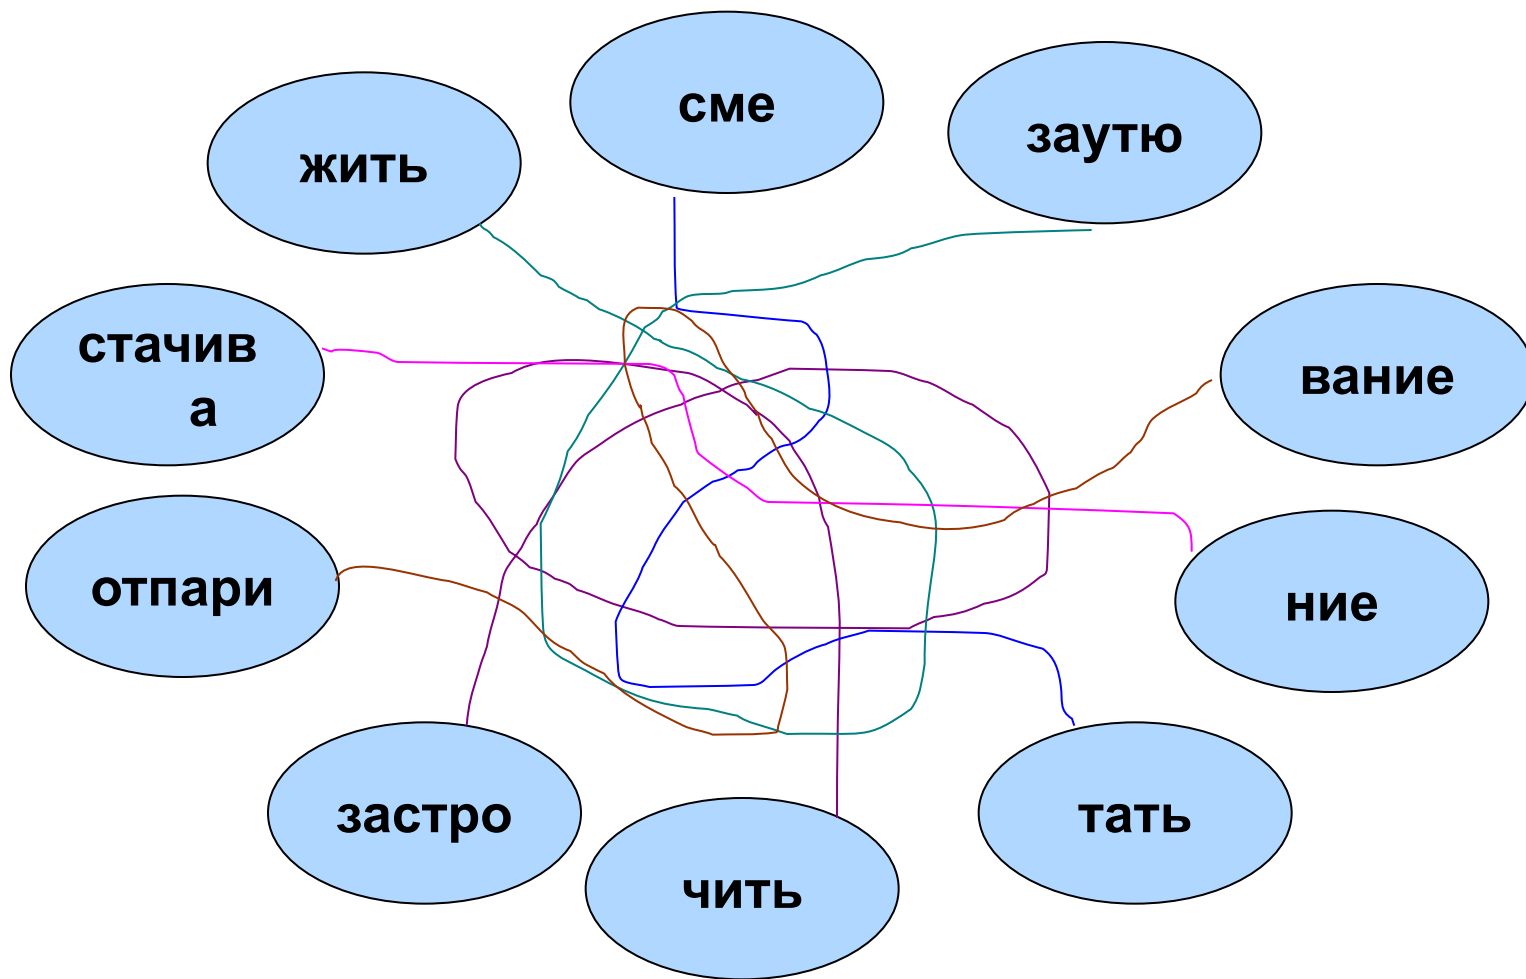 сме
заутю
жить
стачив
а
вание
отпари
ние
застро
тать
чить